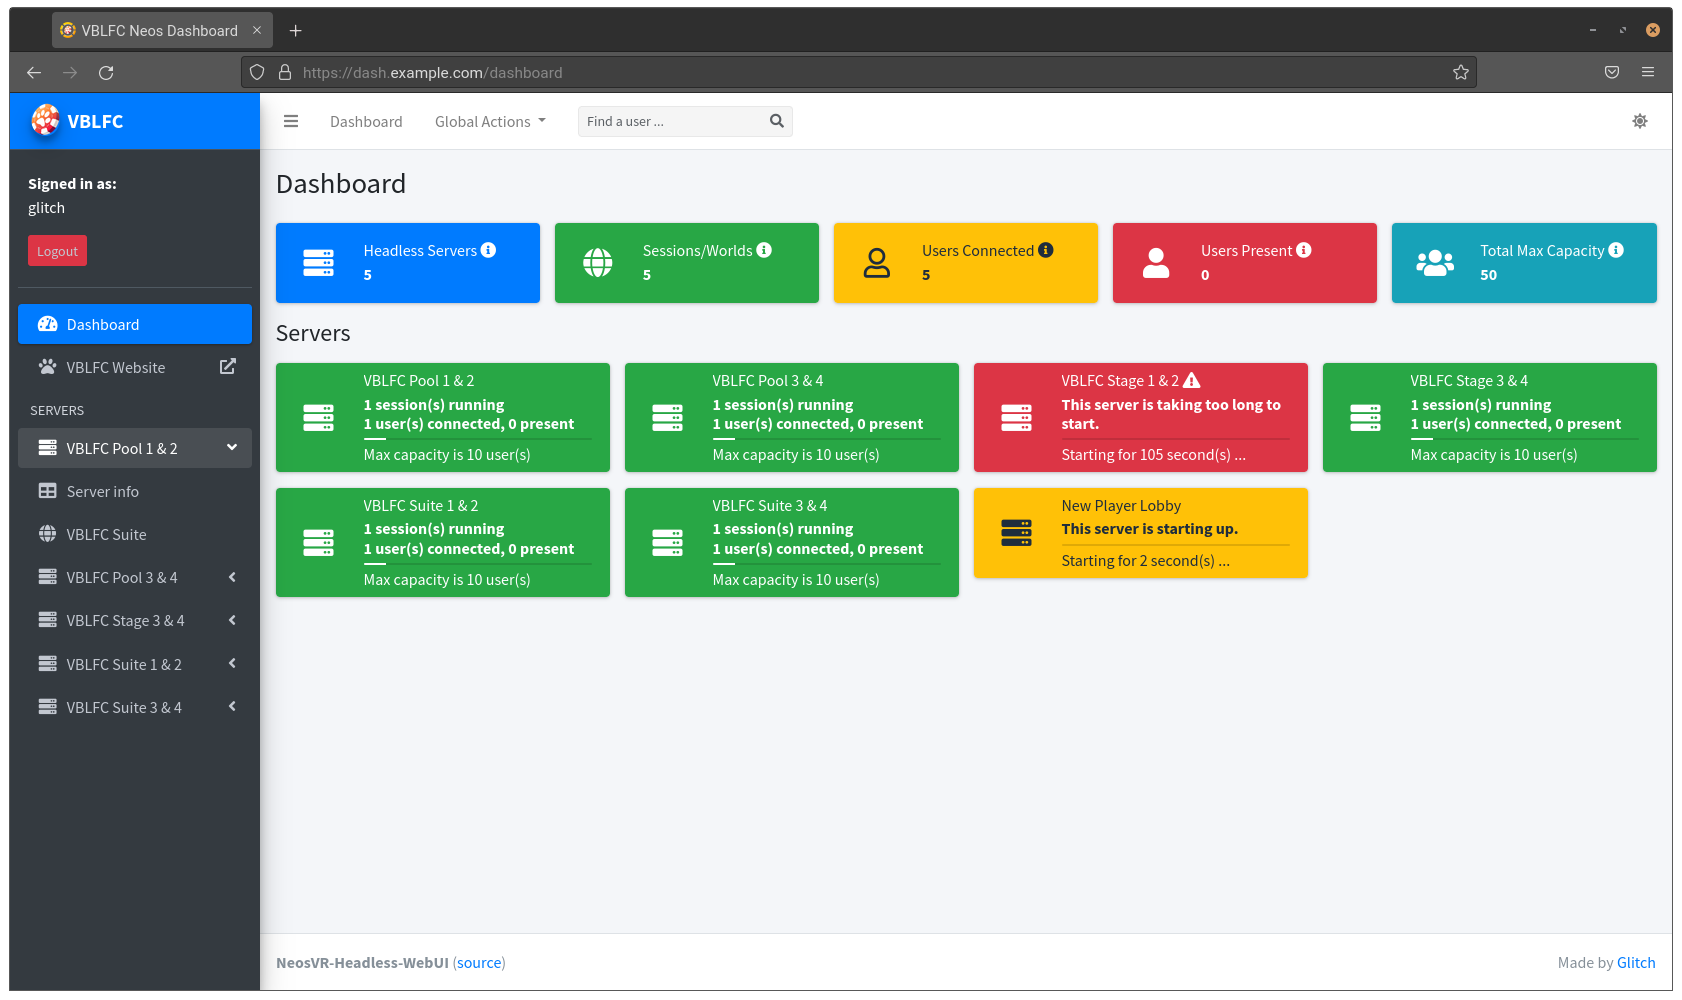 VBLFC Neos Dashboard
https://dash.example.com/dashboard
VBLFC
Signed in as:
glitch
Logout
Dashboard
VBLFC Website
SERVERS
VBLFC Pool 1 & 2
Server info
VBLFC Suite
VBLFC Pool 3 & 4
VBLFC Stage 3 & 4
VBLFC Suite 1 & 2
VBLFC Suite 3 & 4
Dashboard
Global Actions
Find a user ...
Dashboard
Headless Servers
5
Sessions/Worlds
5
Users Connected
5
Users Present
0
Total Max Capacity
50
Servers
VBLFC Pool 1 & 2
1 session(s) running
1 user(s) connected, 0 present
Max capacity is 10 user(s)
VBLFC Pool 3 & 4
1 session(s) running
1 user(s) connected, 0 present
Max capacity is 10 user(s)
VBLFC Stage 1 & 2
This server is taking too long to
start.
Starting for 105 second(s) ...
VBLFC Stage 3 & 4
1 session(s) running
1 user(s) connected, 0 present
Max capacity is 10 user(s)
VBLFC Suite 1 & 2
1 session(s) running
1 user(s) connected, 0 present
Max capacity is 10 user(s)
VBLFC Suite 3 & 4
1 session(s) running
1 user(s) connected, 0 present
Max capacity is 10 user(s)
New Player Lobby
This server is starting up.
Starting for 2 second(s) ...
NeosVR-Headless-WebUI (source)
Made by Glitch